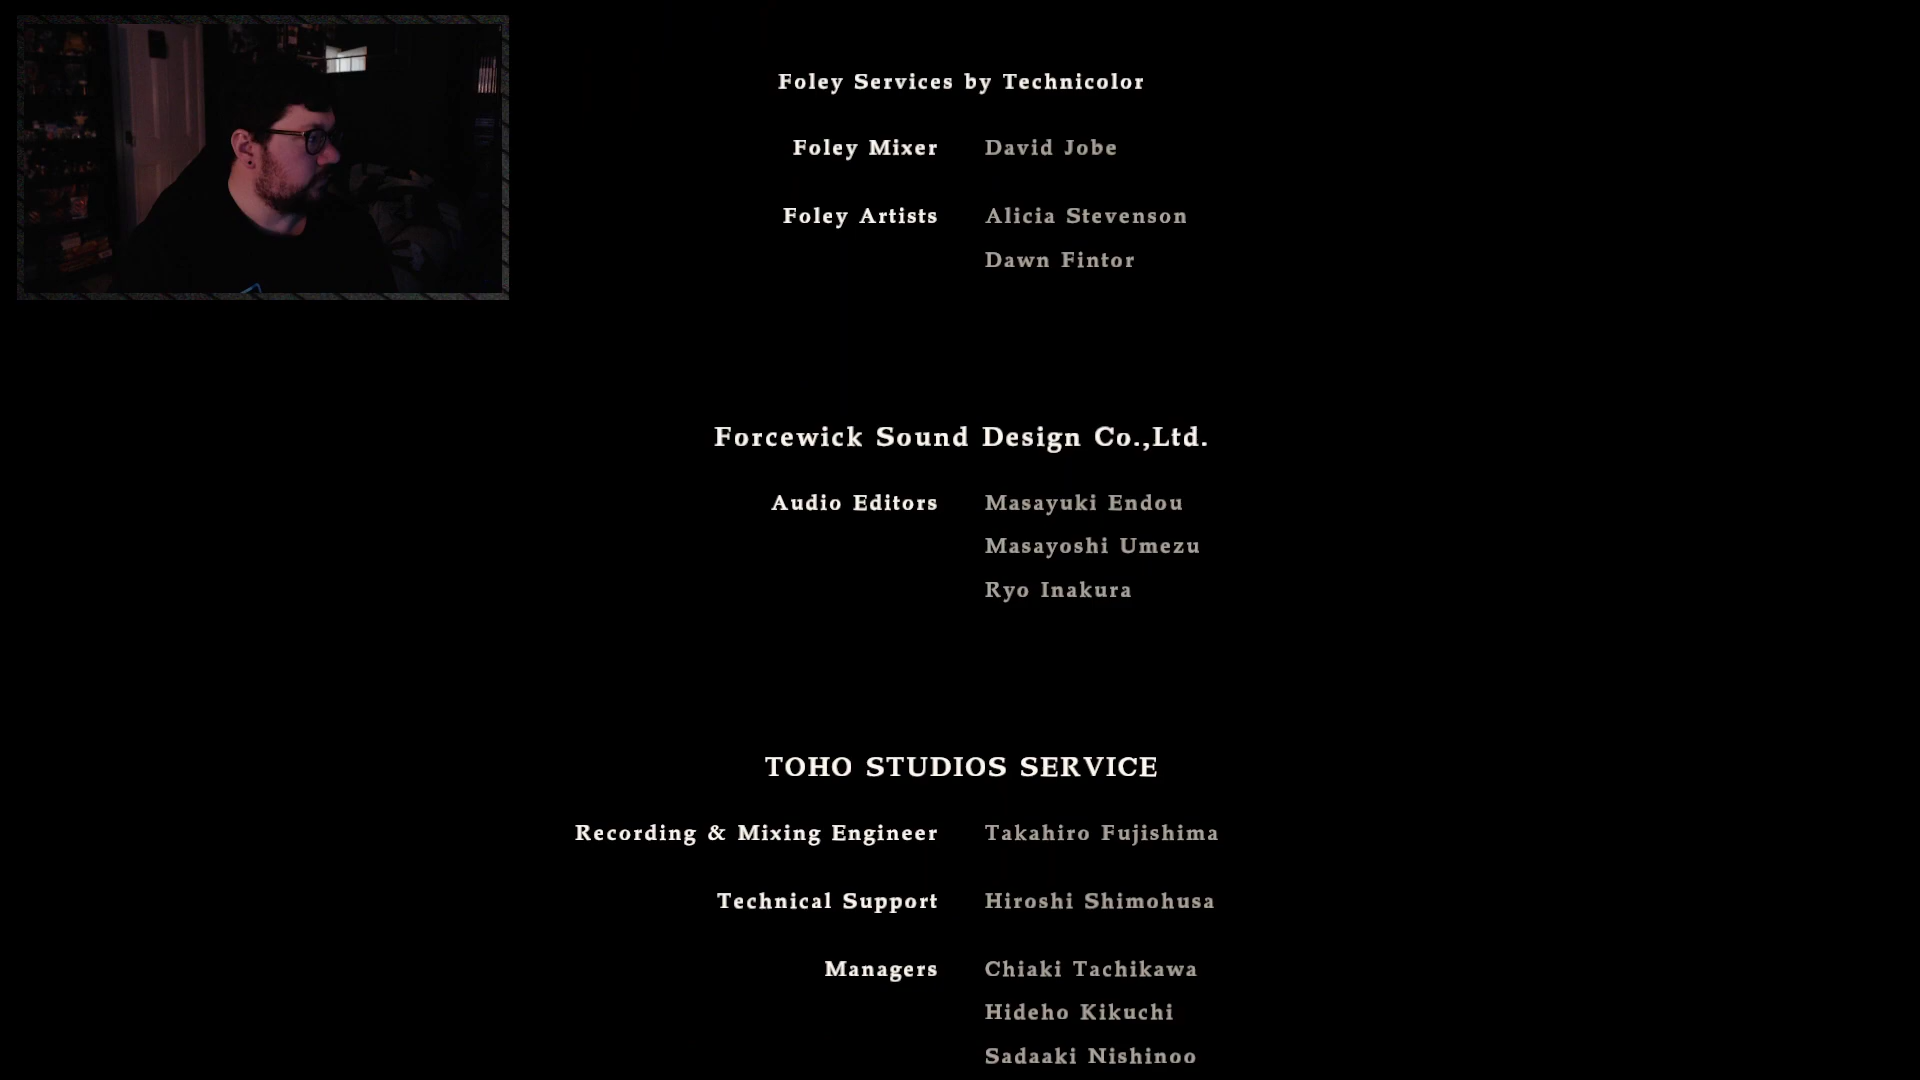 Foley Services by Technicolor
Foley Mixer David Jobe
Foley Artists Alicia Stevenson
Dawn Fintor
Forcewick Sound Design Co.,Ltd.
Audio Editors Masayuki Endou
Masayoshi Umezu
Ryo Inakura
TOHO STUDIOS SERVICE
Recording & Mixing Engineer Takahiro Fujishima
Technical Support Hiroshi Shimohusa
Managers Chiaki Tachikawa
Hideho Kikuchi
Sadaaki Nishinoo